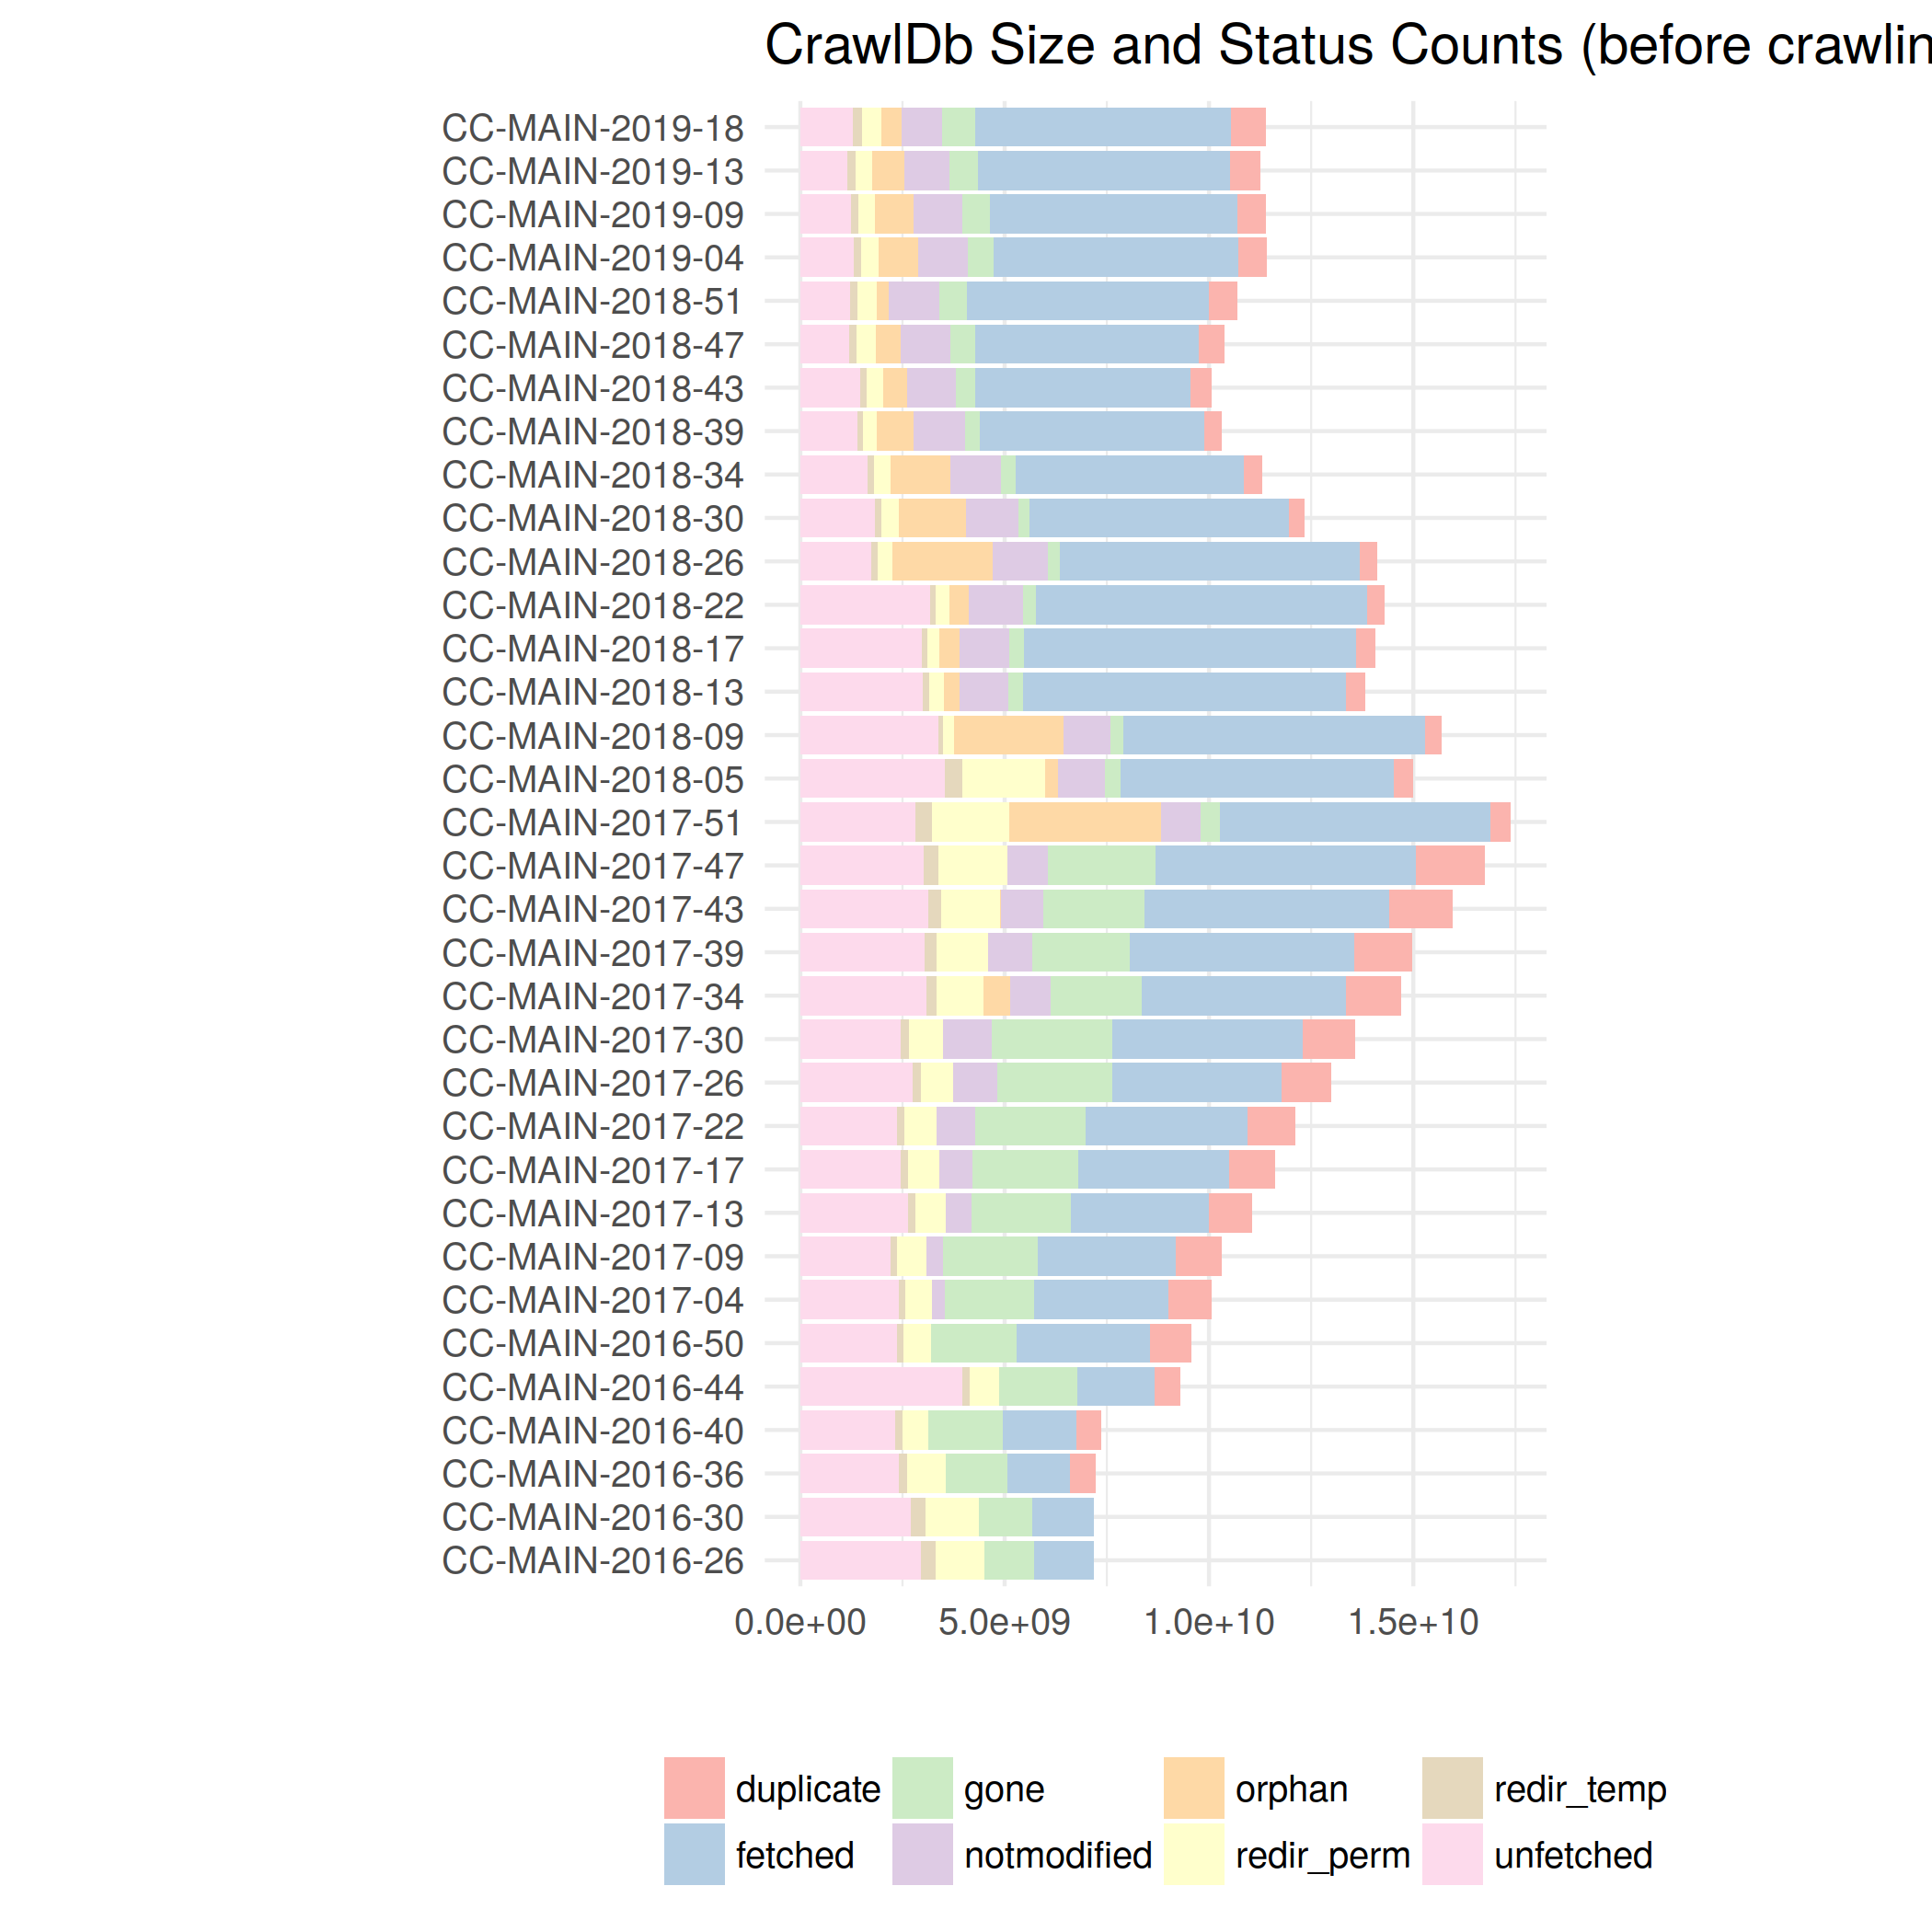 CrawlDb Size and Status Counts (before crawlin
CC-MAIN-2019-18
CC-MAIN-2019-13
CC-MAIN-2019-09
CC-MAIN-2019-04
CC-MAIN-2018-51
CC-MAIN-2018-47
CC-MAIN-2018-43
CC-MAIN-2018-39
CC-MAIN-2018-34
CC-MAIN-2018-30
CC-MAIN-2018-26
CC-MAIN-2018-22
CC-MAIN-2018-17
CC-MAIN-2018-13
CC-MAIN-2018-09
CC-MAIN-2018-05
CC-MAIN-2017-51
CC-MAIN-2017-47
CC-MAIN-2017-43
CC-MAIN-2017-39
CC-MAIN-2017-34
CC-MAIN-2017-30
CC-MAIN-2017-26
CC-MAIN-2017-22
CC-MAIN-2017-17
CC-MAIN-2017-13
CC-MAIN-2017-09
CC-MAIN-2017-04
CC-MAIN-2016-50
CC-MAIN-2016-44
CC-MAIN-2016-40
CC-MAIN-2016-36
CC-MAIN-2016-30
CC-MAIN-2016-26
0.0e+00 5.0e+09 1.0e+10 1.5e+10
duplicate gone orphan redir_temp
fetched notmodified redir_perm unfetched